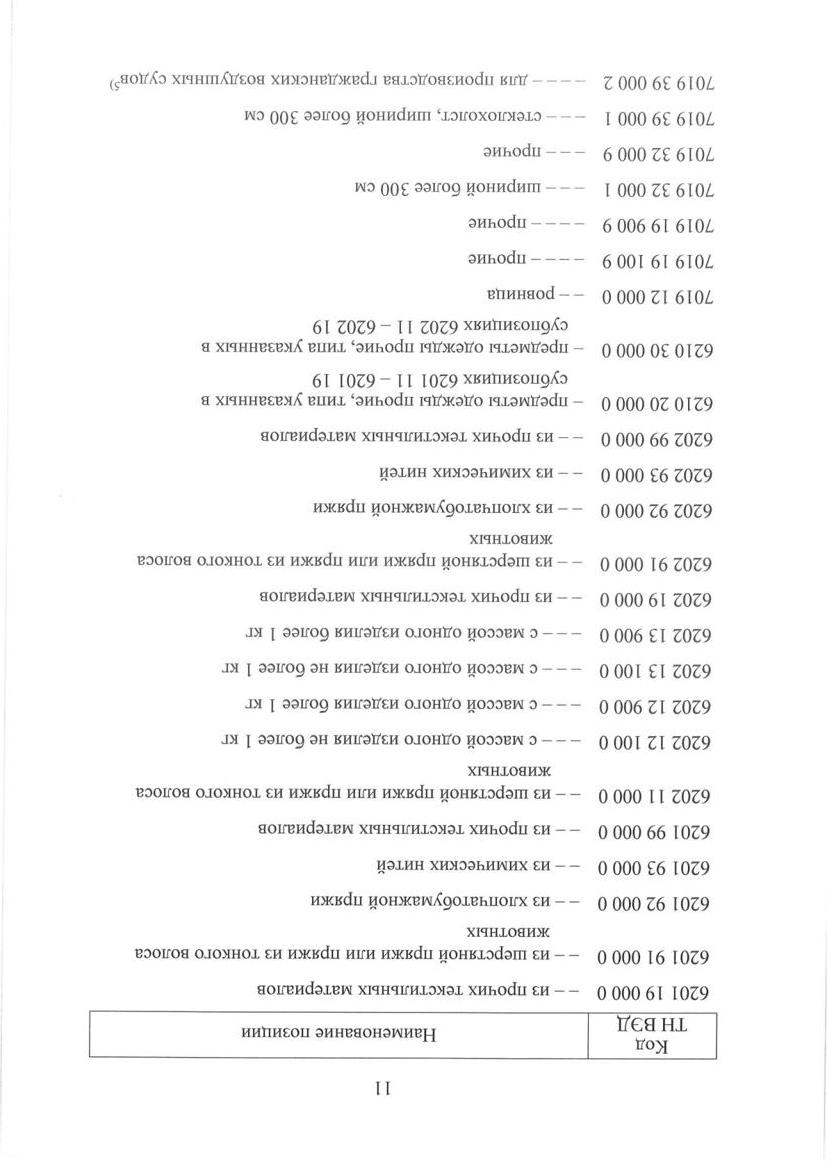 11
Код
ТН ВЭД
Наименование позиции
6201 19 000 0 – – из прочих текстильных материалов
6201 91 000 0 – – из шерстяной пряжи или пряжи из тонкого волоса
животных
6201 92 000 0 – – из хлопчатобумажной пряжи
6201 93 000 0 – – из химических нитей
6201 99 000 0 – – из прочих текстильных материалов
6202 11 000 0 – – из шерстяной пряжи или пряжи из тонкого волоса
животных
6202 12 100 0 – – – с массой одного изделия не более 1 кг
6202 12 900 0 – – – с массой одного изделия более 1 кг
6202 13 100 0 – – – с массой одного изделия не более 1 кг
6202 13 900 0 – – – с массой одного изделия более 1 кг
6202 19 000 0 – – из прочих текстильных материалов
6202 91 000 0 – – из шерстяной пряжи или пряжи из тонкого волоса
животных
6202 92 000 0 – – из хлопчатобумажной пряжи
6202 93 000 0 – – из химических нитей
6202 99 000 0 – – из прочих текстильных материалов
6210 20 000 0 – предметы одежды прочие, типа указанных в
субпозициях 6201 11 – 6201 19
6210 30 000 0 – предметы одежды прочие, типа указанных в
субпозициях 6202 11 – 6202 19
7019 12 000 0 – – ровница
7019 19 100 9 – – – – прочие
7019 19 900 9 – – – – прочие
7019 32 000 1 – – – шириной более 300 см
7019 32 000 9 – – – прочие
7019 39 000 1 – – – стеклохолст, шириной более 300 см
7019 39 000 2 – – – – для производства гражданских воздушных судов⁵⁾